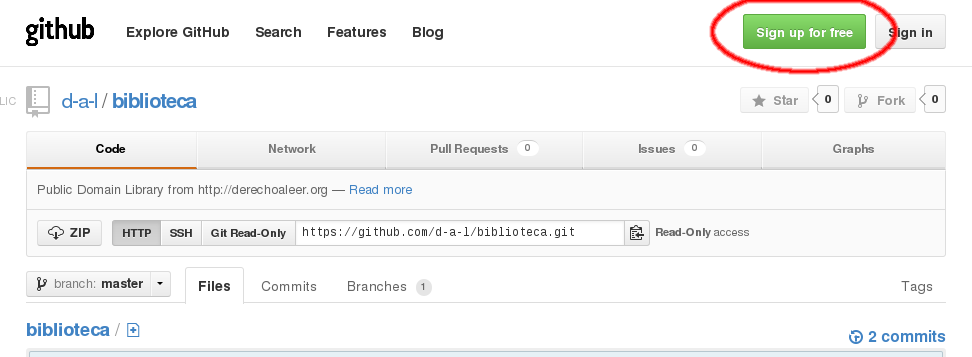 github Explore GitHub Search Features Blog Sign up for free Sign in
LIC d-a-l / biblioteca Star 0 Fork 0
Code Network Pull Requests 0 Issues 0 Graphs
Public Domain Library from http://derechoaleer.org — Read more
ZIP HTTP SSH Git Read-Only https://github.com/d-a-l/biblioteca.git Read-Only access
branch: master Files Commits Branches 1 Tags
biblioteca / 2 commits